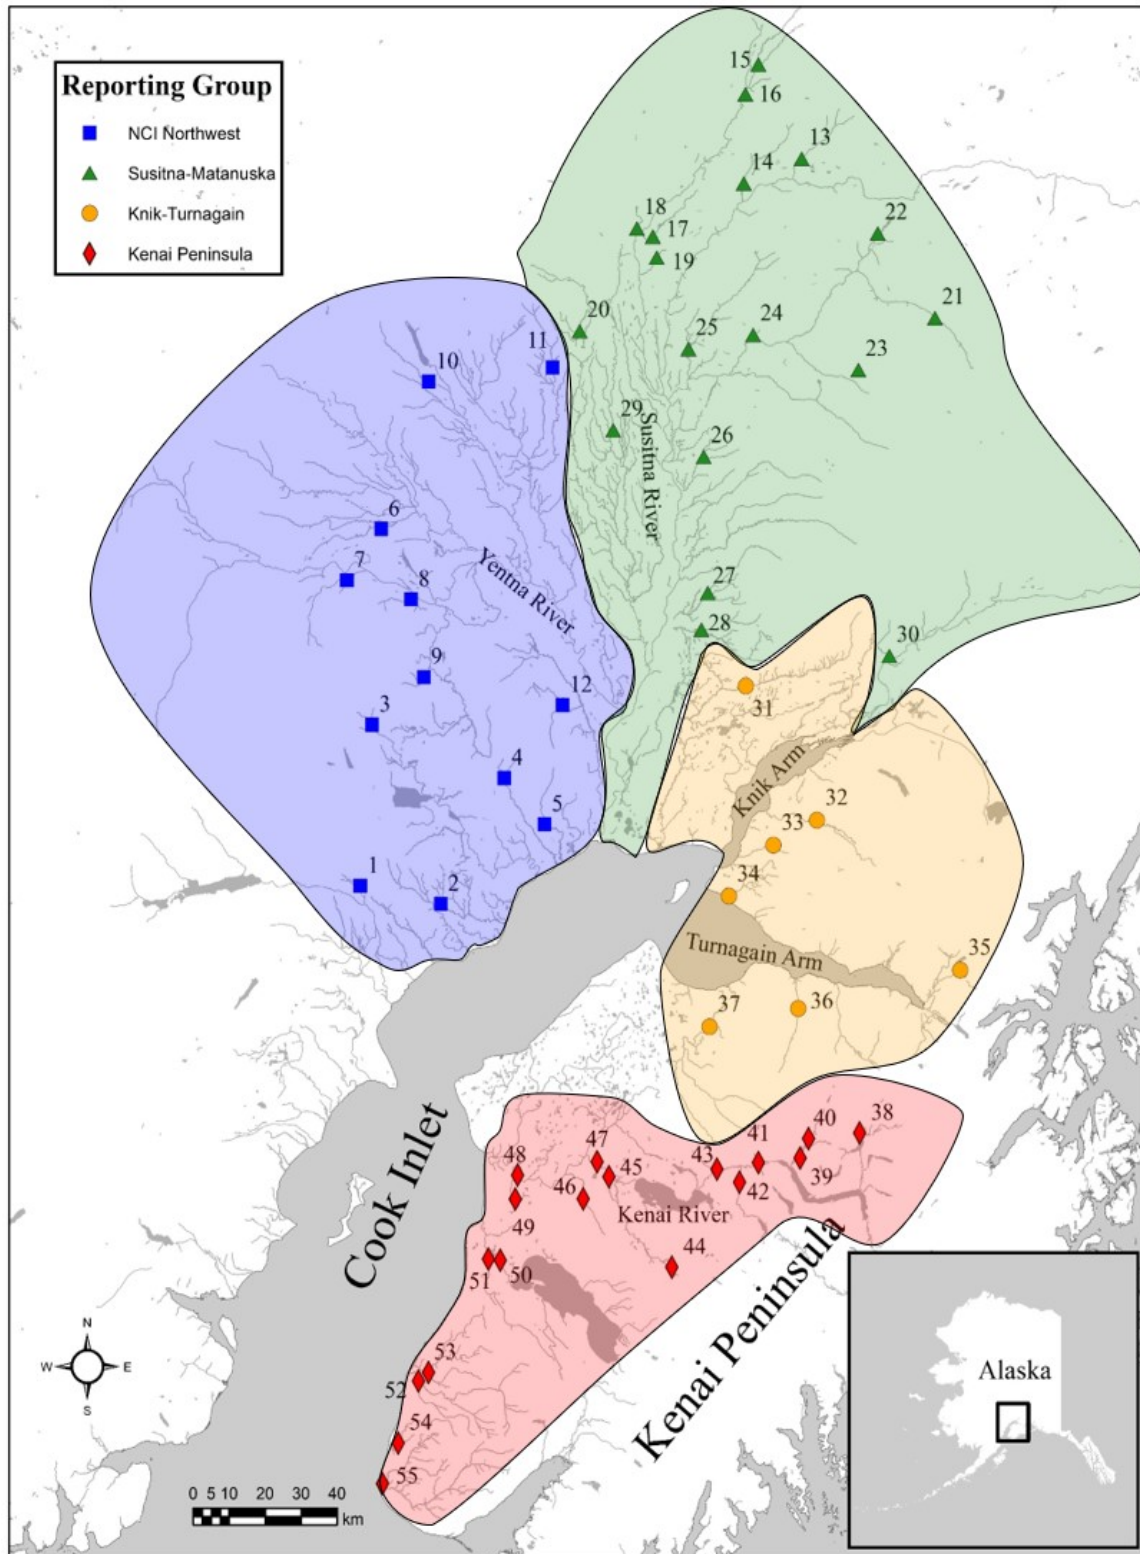 Reporting Group
NCI Northwest
Susitna-Matanuska
Knik-Turnagain
Kenai Peninsula
15
16
13
14
22
18
17
19
21
20
24
25
11
23
10
29
Susitna River
26
6
7
8
Yentna River
27
28
30
9
12
31
3
4
Knik Arm
32
5
33
1
2
34
Turnagain Arm
35
37
36
40
38
41
47
43
48
45
39
42
46
49
Kenai River
44
51
50
Cook Inlet
Kenai Peninsula
53
52
54
55
N
W
E
S
0 5 10 20 30 40
km
Alaska